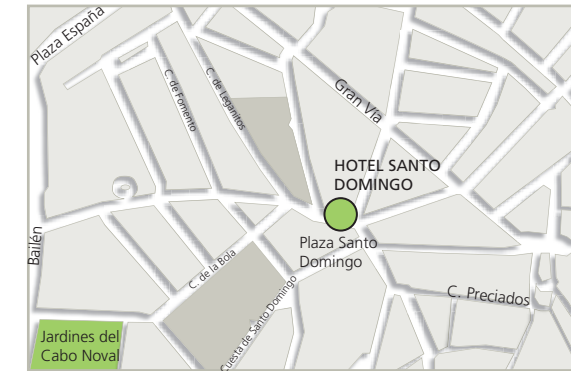 Plaza España
C. de Fomento
C. de Leganitos
Gran Vía
HOTEL SANTO
DOMINGO
Plaza Santo
Domingo
Bailén
C. de la Bola
Cuesta de Santo Domingo
C. Preciados
Jardines del
Cabo Noval